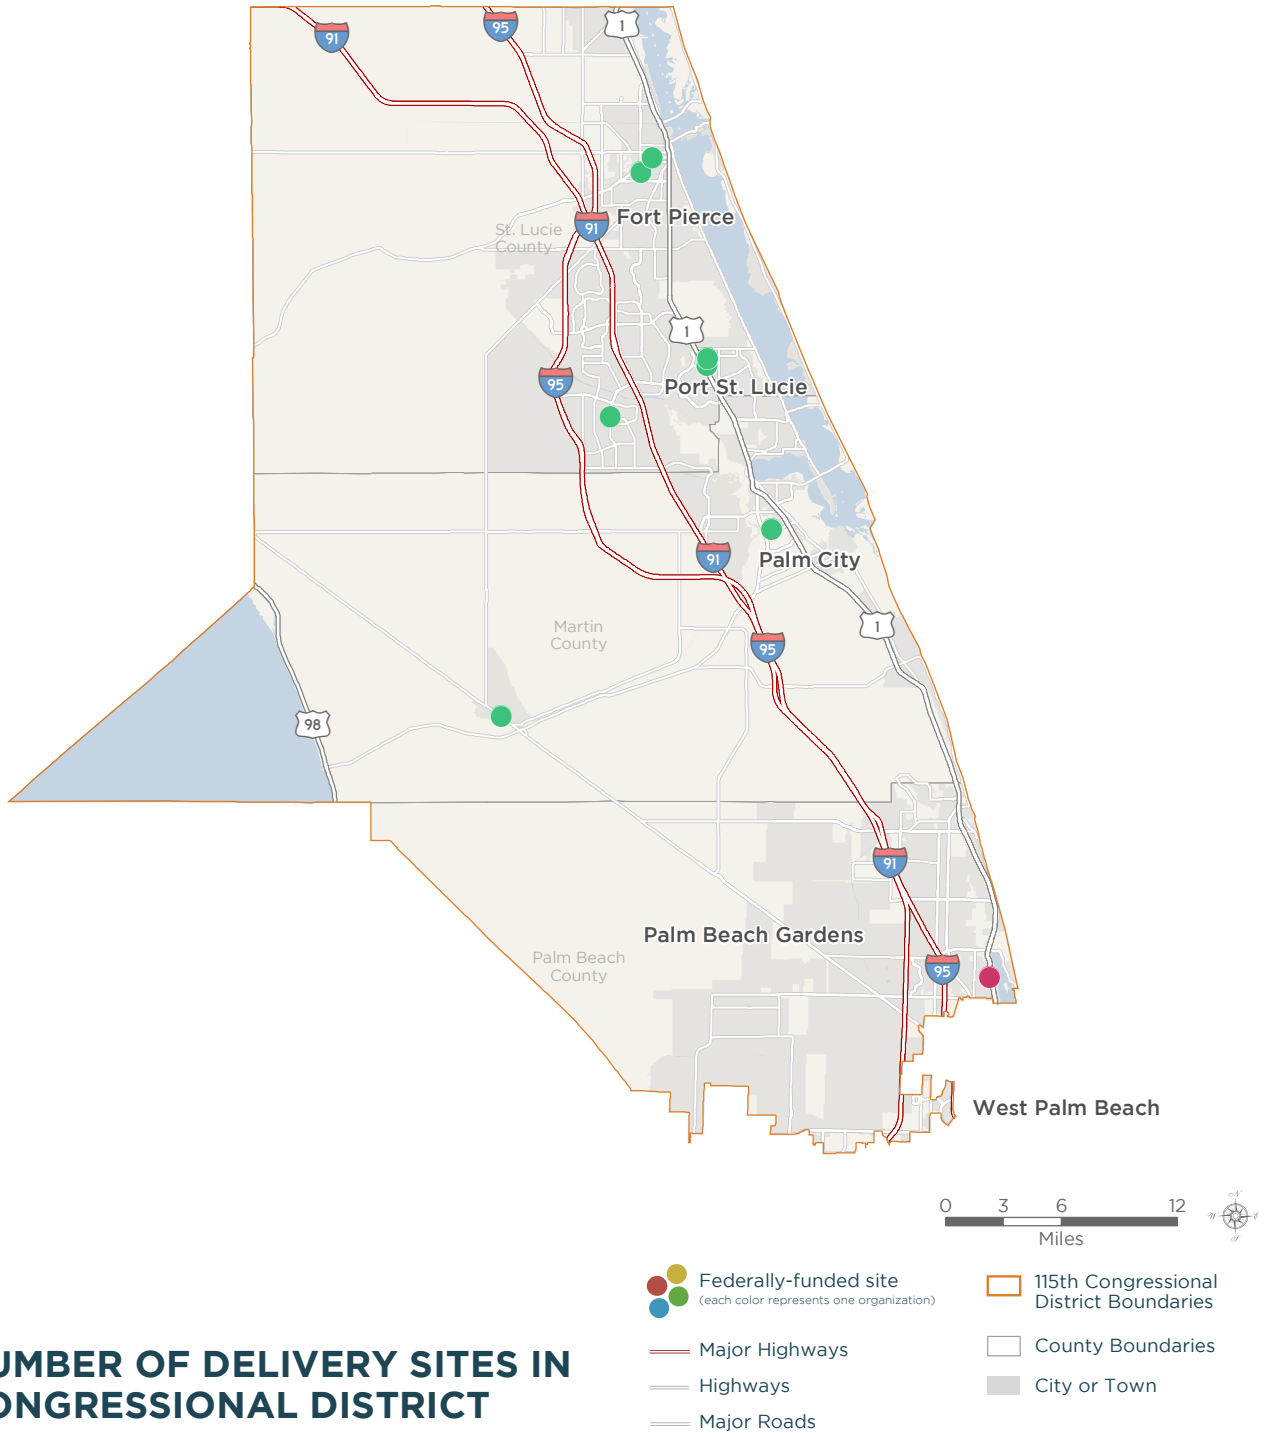 91
95
1
Fort Pierce
St. Lucie
County
91
1
95
Port St. Lucie
91
Palm City
Martin
County
1
95
98
91
Palm Beach Gardens
Palm Beach
County
95
West Palm Beach
0 3 6 12
Miles
N
W E
S
Federally-funded site
(each color represents one organization)
Major Highways
Highways
Major Roads
115th Congressional
District Boundaries
County Boundaries
City or Town
UMBER OF DELIVERY SITES IN
ONGRESSIONAL DISTRICT